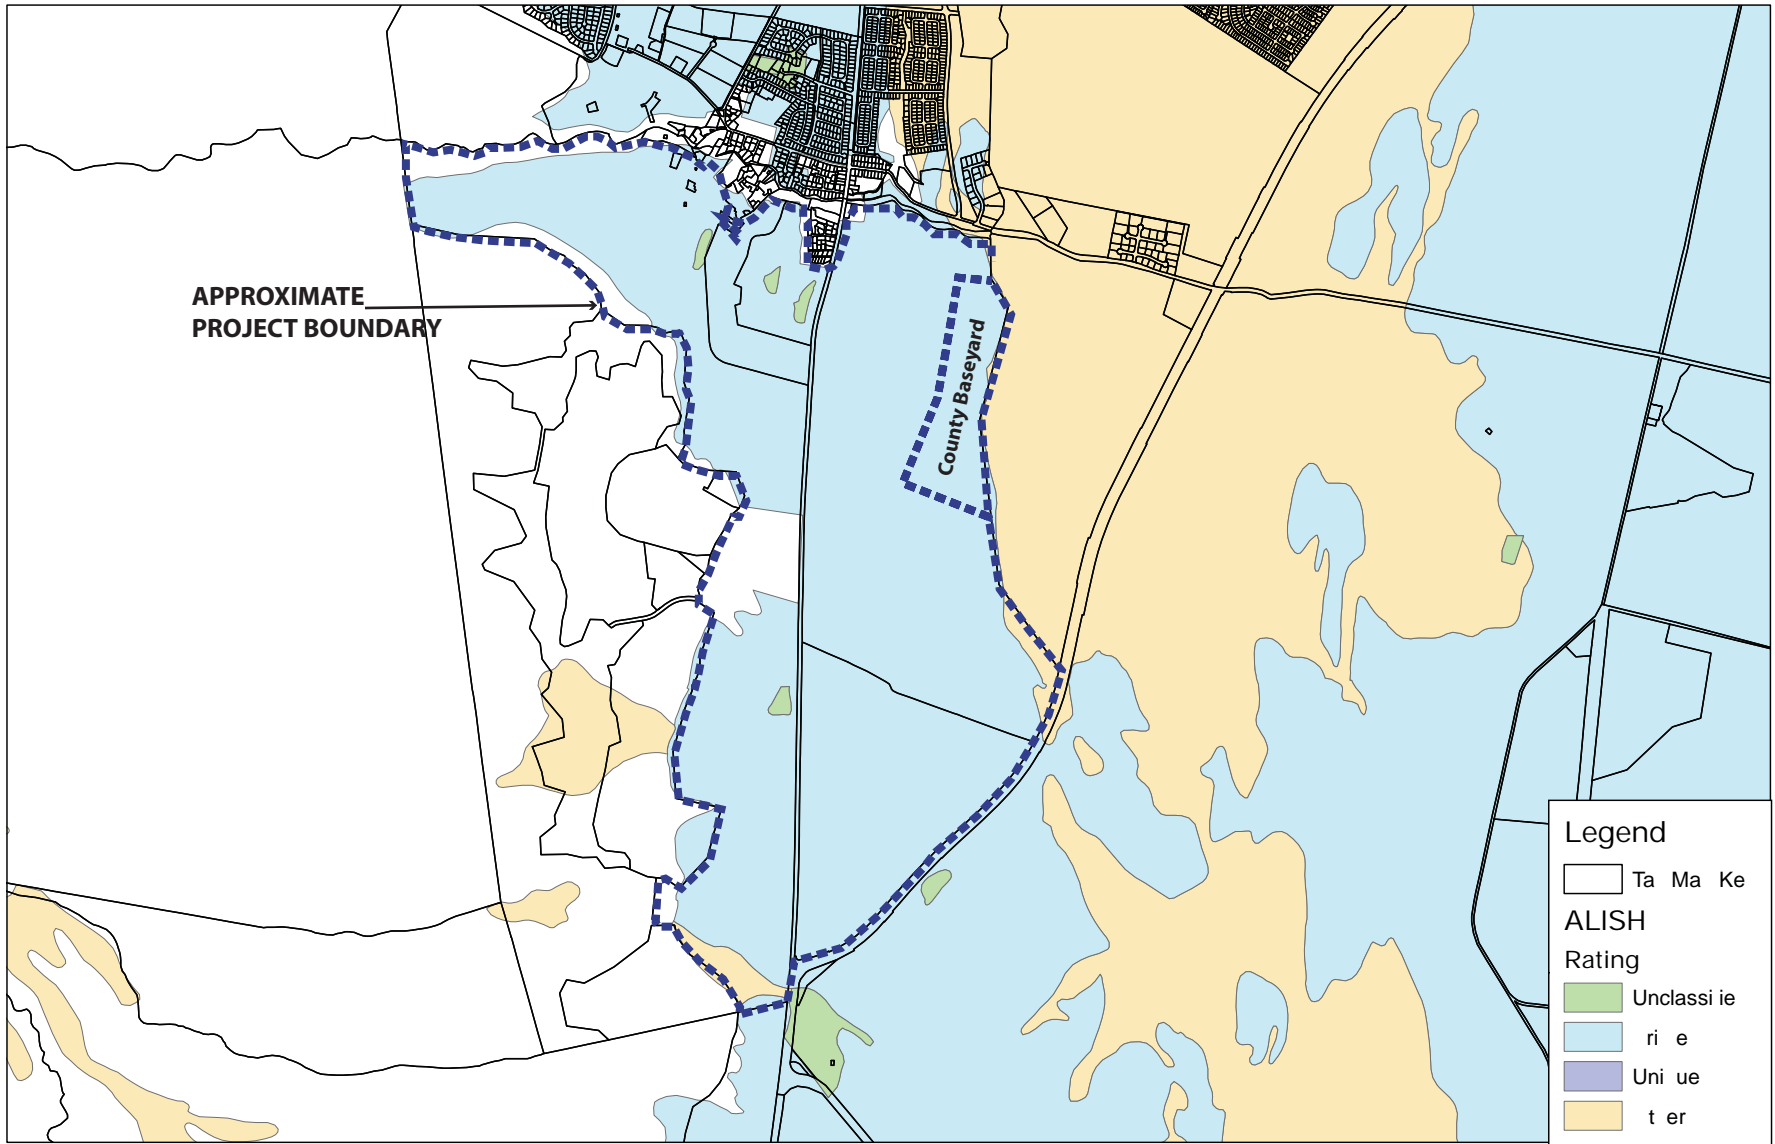 APPROXIMATE
PROJECT BOUNDARY
County Baseyard
Legend
Ta Ma Ke
ALISH
Rating
Unclassi ie
ri e
Uni ue
t er